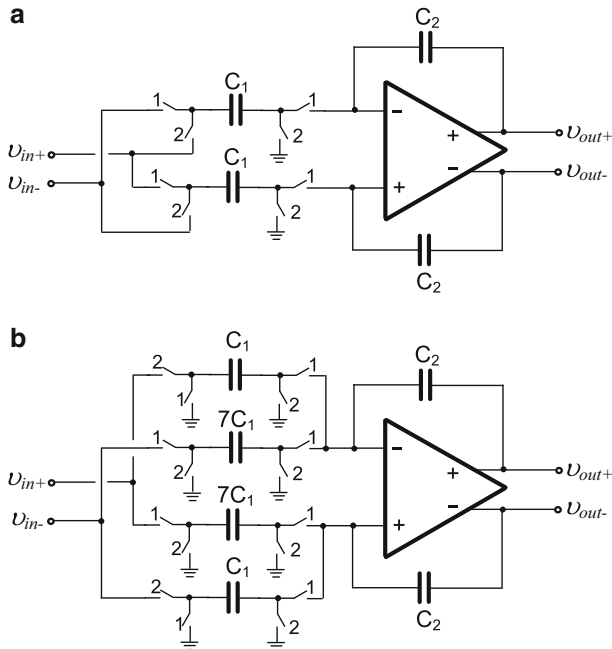 a
C₂
1 C₁ 1
2 2 − +
υin+ υout+
C₁
υin- 1 1 − υout-
2 2 +
C₂
b
2 C₁ 1 C₂
1 2
7C₁
1 1 −
2 2 +
υin+ υout+
7C₁ −
υin- 1 1 υout-
2 2 +
C₁
2 1 C₂
1 2